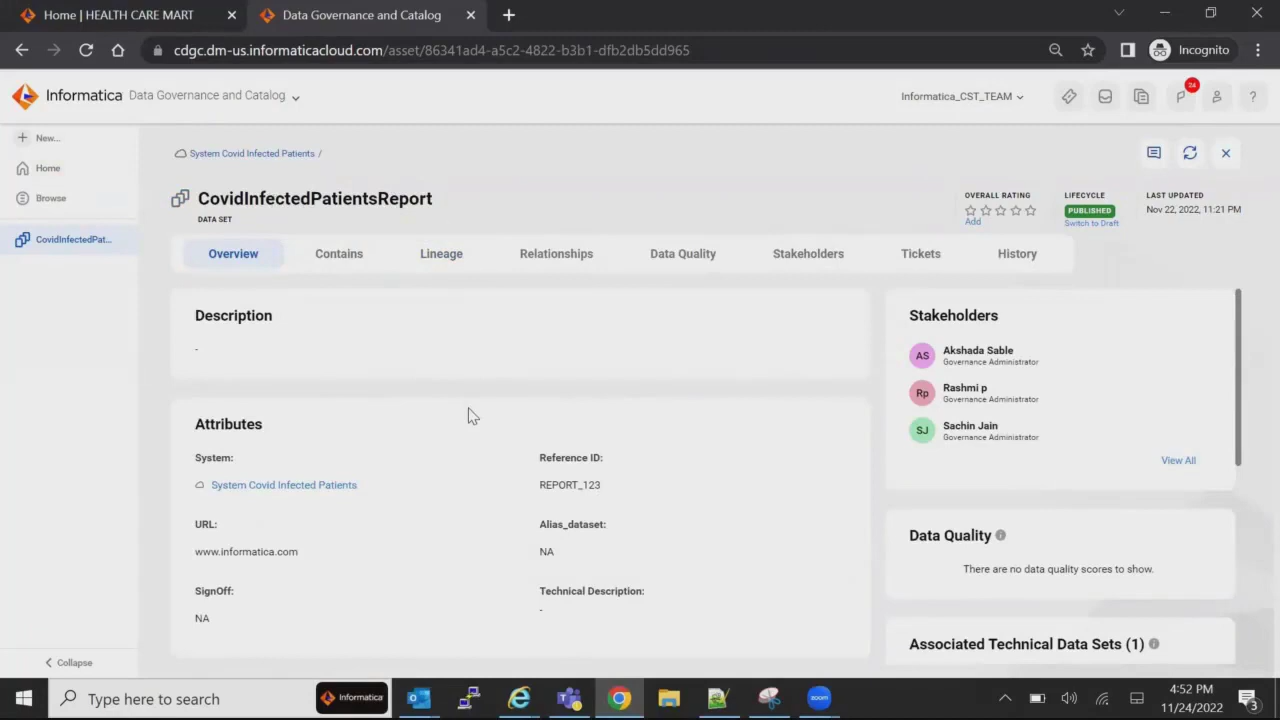 Home | HEALTH CARE MART
Data Governance and Catalog
cdgc.dm-us.informaticacloud.com/asset/86341ad4-a5c2-4822-b3b1-dfb2db5dd965
Incognito
Informatica Data Governance and Catalog
Informatica_CST_TEAM
24
?
New...
Home
Browse
CovidInfectedPat...
System Covid Infected Patients /
CovidInfectedPatientsReport
DATA SET
OVERALL RATING
Add
LIFECYCLE
PUBLISHED
Switch to Draft
LAST UPDATED
Nov 22, 2022, 11:21 PM
Overview Contains Lineage Relationships Data Quality Stakeholders Tickets History
Description
-
Attributes
System:
System Covid Infected Patients
Reference ID:
REPORT_123
URL:
www.informatica.com
Alias_dataset:
NA
SignOff:
NA
Technical Description:
-
Stakeholders
AS Akshada Sable
Governance Administrator
Rp Rashmi p
Governance Administrator
SJ Sachin Jain
Governance Administrator
View All
Data Quality
There are no data quality scores to show.
Associated Technical Data Sets (1)
Collapse
Type here to search
Informatica
zoom
4:52 PM
11/24/2022
3